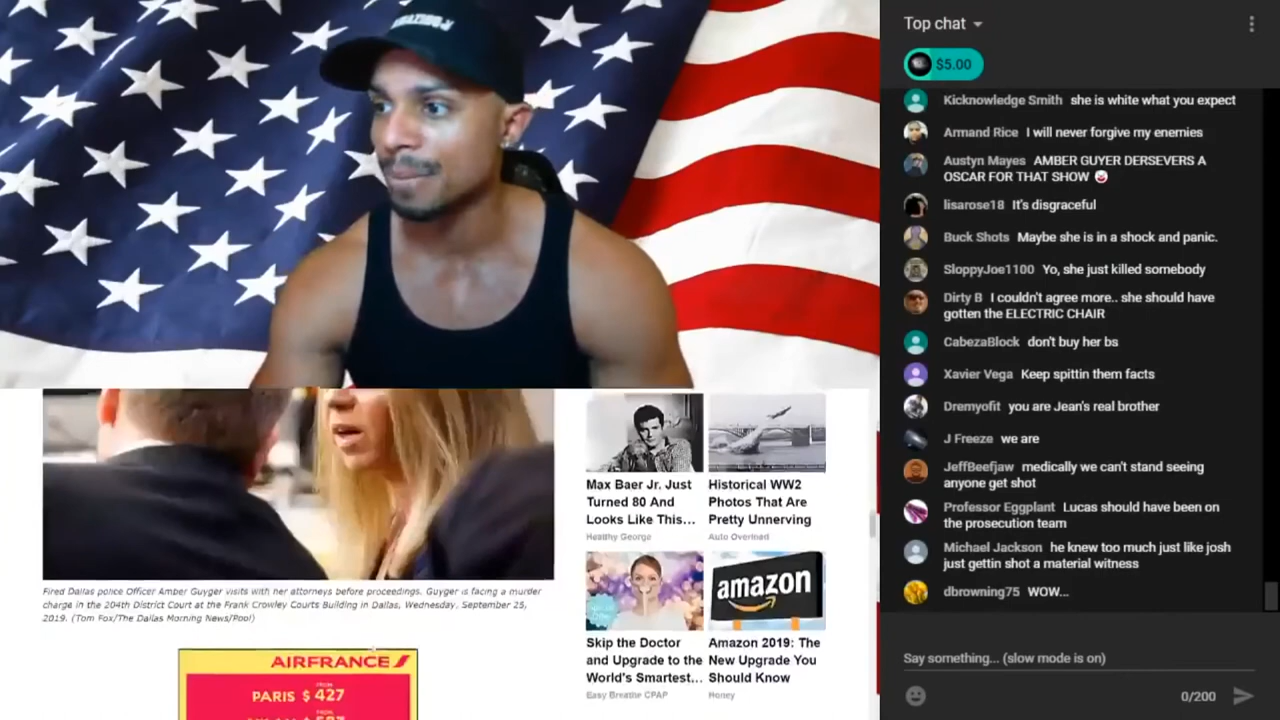 Top chat
$5.00
Kicknowledge Smith she is white what you expect
Armand Rice I will never forgive my enemies
Austyn Mayes AMBER GUYER DERSEVERS A
OSCAR FOR THAT SHOW
lisarose18 It's disgraceful
Buck Shots Maybe she is in a shock and panic.
SloppyJoe1100 Yo, she just killed somebody
Dirty B I couldn't agree more.. she should have
gotten the ELECTRIC CHAIR
CabezaBlock don't buy her bs
Xavier Vega Keep spittin them facts
Dremyofit you are Jean's real brother
J Freeze we are
JeffBeefjaw medically we can't stand seeing
anyone get shot
Professor Eggplant Lucas should have been on
the prosecution team
Michael Jackson he knew too much just like josh
just gettin shot a material witness
dbrowning75 WOW...
Say something... (slow mode is on)
0/200
Max Baer Jr. Just
Turned 80 And
Looks Like This...
Healthy George
Historical WW2
Photos That Are
Pretty Unnerving
Auto Overload
amazon
Skip the Doctor
and Upgrade to the
World's Smartest...
Easy Breathe CPAP
Amazon 2019: The
New Upgrade You
Should Know
Honey
Fired Dallas police Officer Amber Guyger visits with her attorneys before proceedings. Guyger is facing a murder
charge in the 204th District Court at the Frank Crowley Courts Building in Dallas, Wednesday, September 25,
2019. (Tom Fox/The Dallas Morning News/Pool)
AIRFRANCE
FROM
PARIS $ 427
FROM